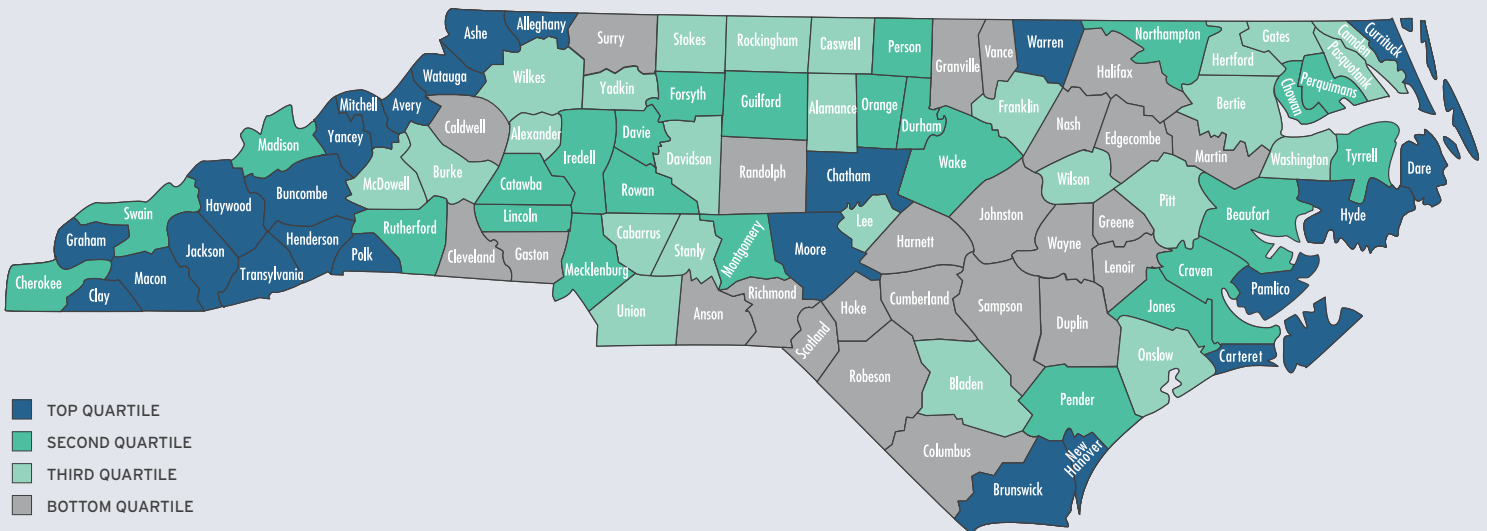 Ashe
Alleghany
Surry
Stokes
Rockingham
Caswell
Person
Granville
Vance
Warren
Northampton
Gates
Camden
Currituck
Pasquotank
Perquimans
Chowan
Hertford
Halifax
Bertie
Watauga
Wilkes
Yadkin
Forsyth
Guilford
Alamance
Orange
Durham
Franklin
Nash
Edgecombe
Martin
Washington
Tyrrell
Dare
Mitchell
Avery
Caldwell
Alexander
Davie
Iredell
Davidson
Randolph
Chatham
Wake
Wilson
Pitt
Beaufort
Hyde
Madison
Yancey
McDowell
Burke
Catawba
Rowan
Buncombe
Haywood
Swain
Graham
Cherokee
Clay
Macon
Jackson
Transylvania
Henderson
Polk
Rutherford
Cleveland
Lincoln
Gaston
Mecklenburg
Cabarrus
Stanly
Montgomery
Moore
Lee
Harnett
Johnston
Wayne
Greene
Lenoir
Craven
Pamlico
Jones
Carteret
Onslow
Duplin
Sampson
Cumberland
Hoke
Richmond
Scotland
Anson
Union
Robeson
Bladen
Pender
Columbus
New
Hanover
Brunswick
TOP QUARTILE
SECOND QUARTILE
THIRD QUARTILE
BOTTOM QUARTILE